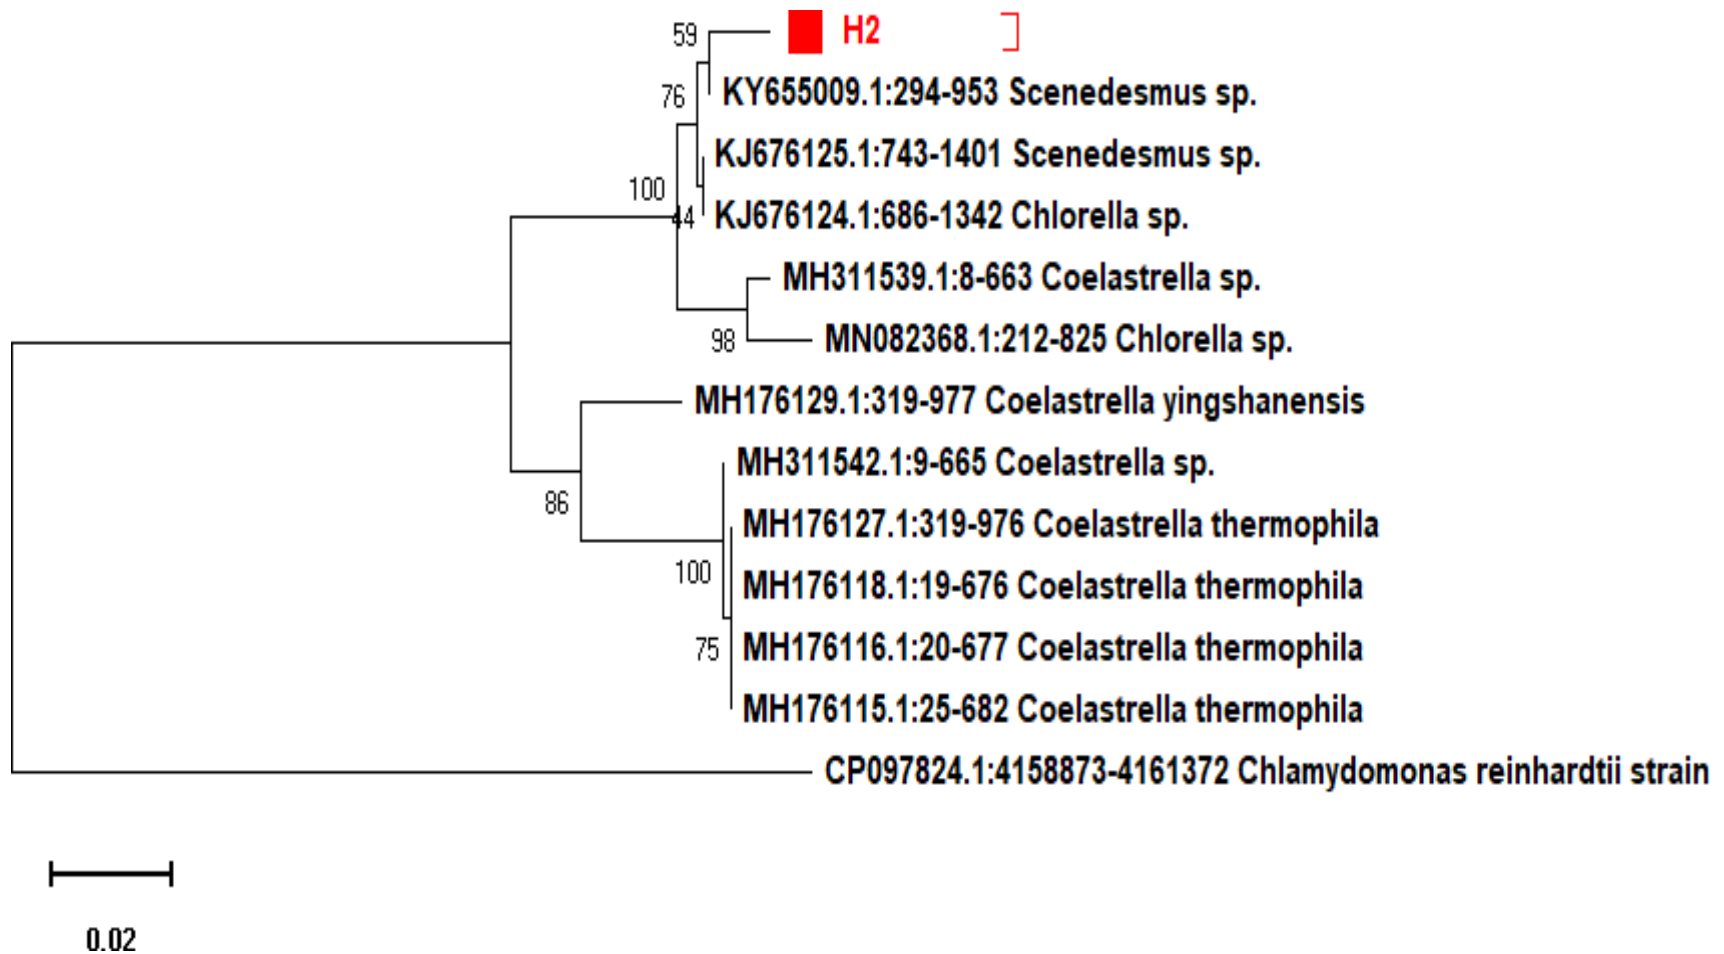 59
H2
76
KY655009.1:294-953 Scenedesmus sp.
KJ676125.1:743-1401 Scenedesmus sp.
100
44
KJ676124.1:686-1342 Chlorella sp.
MH311539.1:8-663 Coelastrella sp.
98
MN082368.1:212-825 Chlorella sp.
MH176129.1:319-977 Coelastrella yingshanensis
MH311542.1:9-665 Coelastrella sp.
86
MH176127.1:319-976 Coelastrella thermophila
100
MH176118.1:19-676 Coelastrella thermophila
75
MH176116.1:20-677 Coelastrella thermophila
MH176115.1:25-682 Coelastrella thermophila
CP097824.1:4158873-4161372 Chlamydomonas reinhardtii strain
0.02